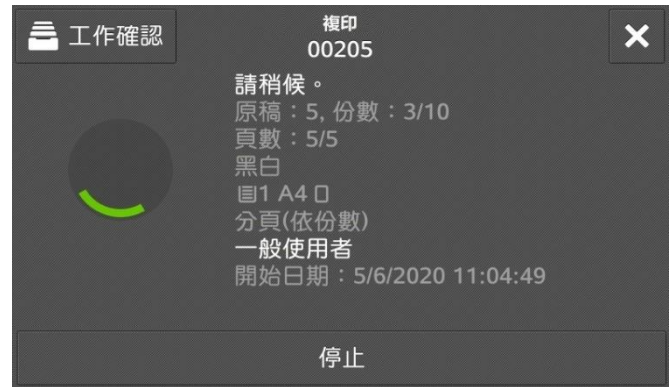 工作確認
複印
00205
請稍候。
原稿：5, 份數：3/10
頁數：5/5
黑白
1 A4
分頁(依份數)
一般使用者
開始日期：5/6/2020 11:04:49
停止